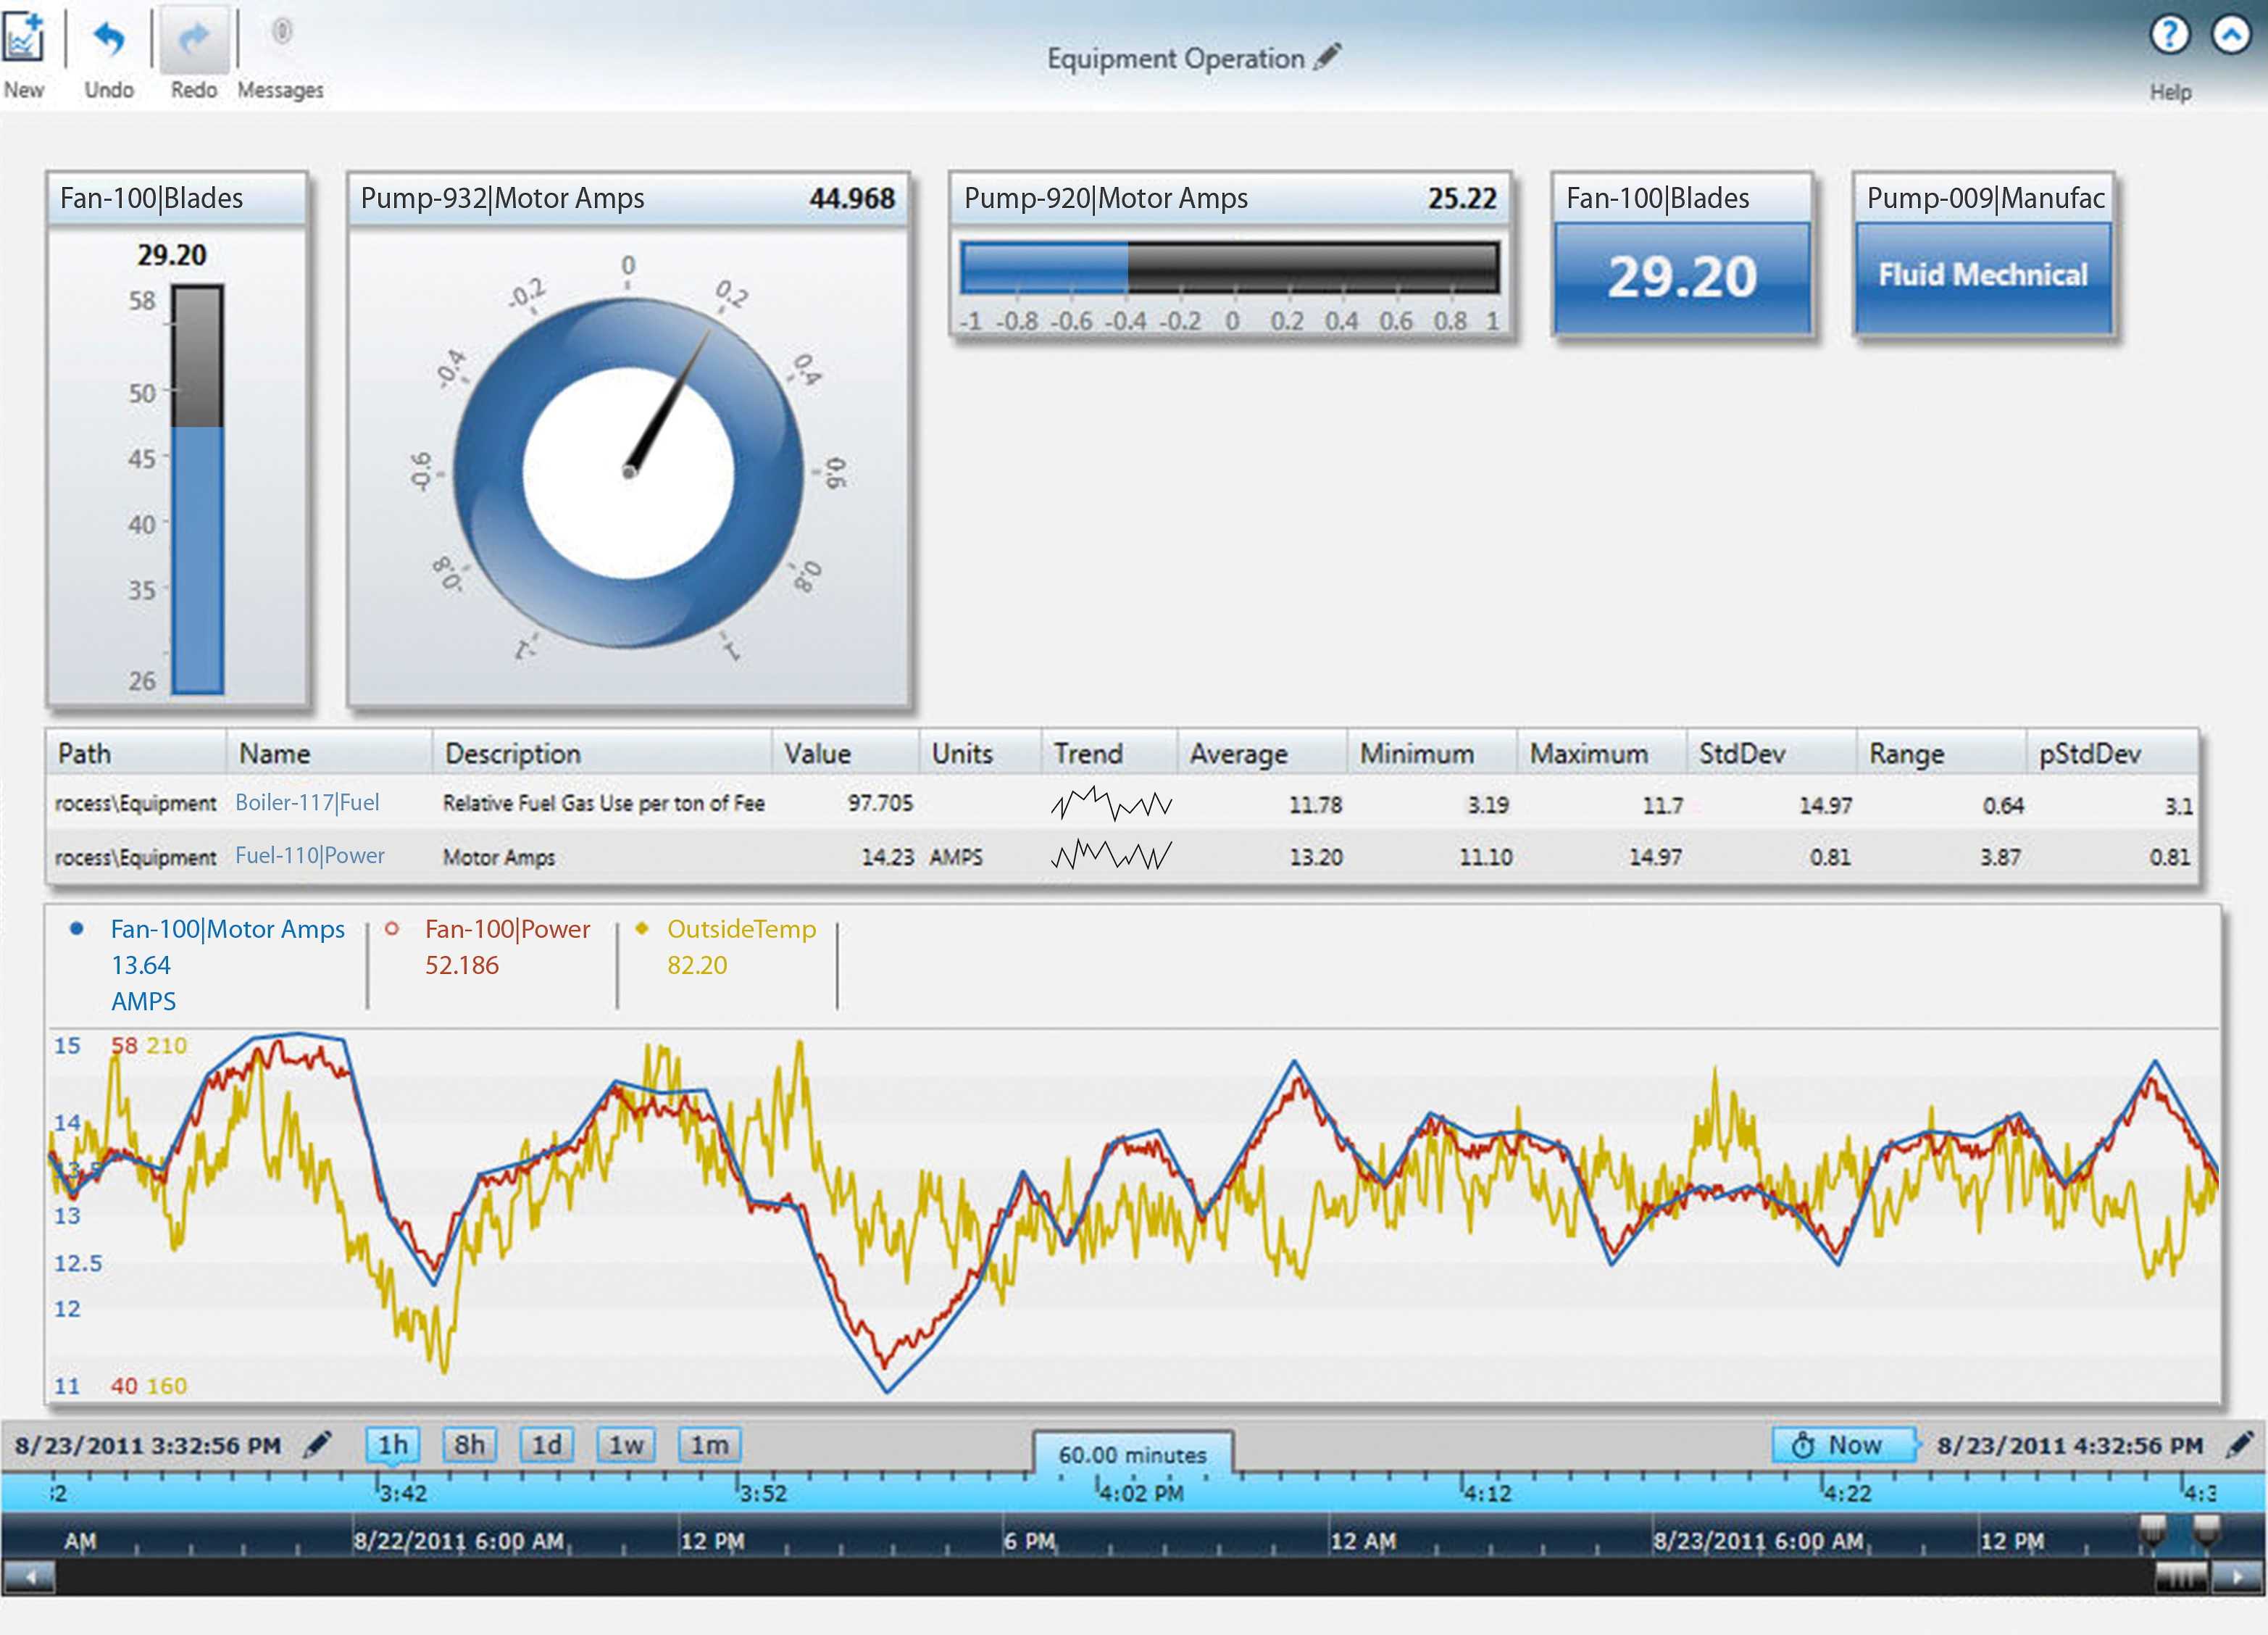 New Undo Redo 0 Messages
Equipment Operation
? Help
Fan-100|Blades
29.20
58
50
45
40
35
26
Pump-932|Motor Amps 44.968
-1 -0.8 -0.6 -0.4 -0.2 0 0.2 0.4 0.6 0.8 1
Pump-920|Motor Amps 25.22
-1 -0.8 -0.6 -0.4 -0.2 0 0.2 0.4 0.6 0.8 1
Fan-100|Blades
29.20
Pump-009|Manufac
Fluid Mechnical
Path Name Description Value Units Trend Average Minimum Maximum StdDev Range pStdDev
rocess\Equipment Boiler-117|Fuel Relative Fuel Gas Use per ton of Fee 97.705 11.78 3.19 11.7 14.97 0.64 3.1
rocess\Equipment Fuel-110|Power Motor Amps 14.23 AMPS 13.20 11.10 14.97 0.81 3.87 0.81
Fan-100|Motor Amps
13.64
AMPS
Fan-100|Power
52.186
OutsideTemp
82.20
15 58 210
14
13.5
13
12.5
12
11 40 160
8/23/2011 3:32:56 PM 1h 8h 1d 1w 1m 60.00 minutes Now 8/23/2011 4:32:56 PM
:2 3:42 3:52 4:02 PM 4:12 4:22 4:3
AM 8/22/2011 6:00 AM 12 PM 6 PM 12 AM 8/23/2011 6:00 AM 12 PM